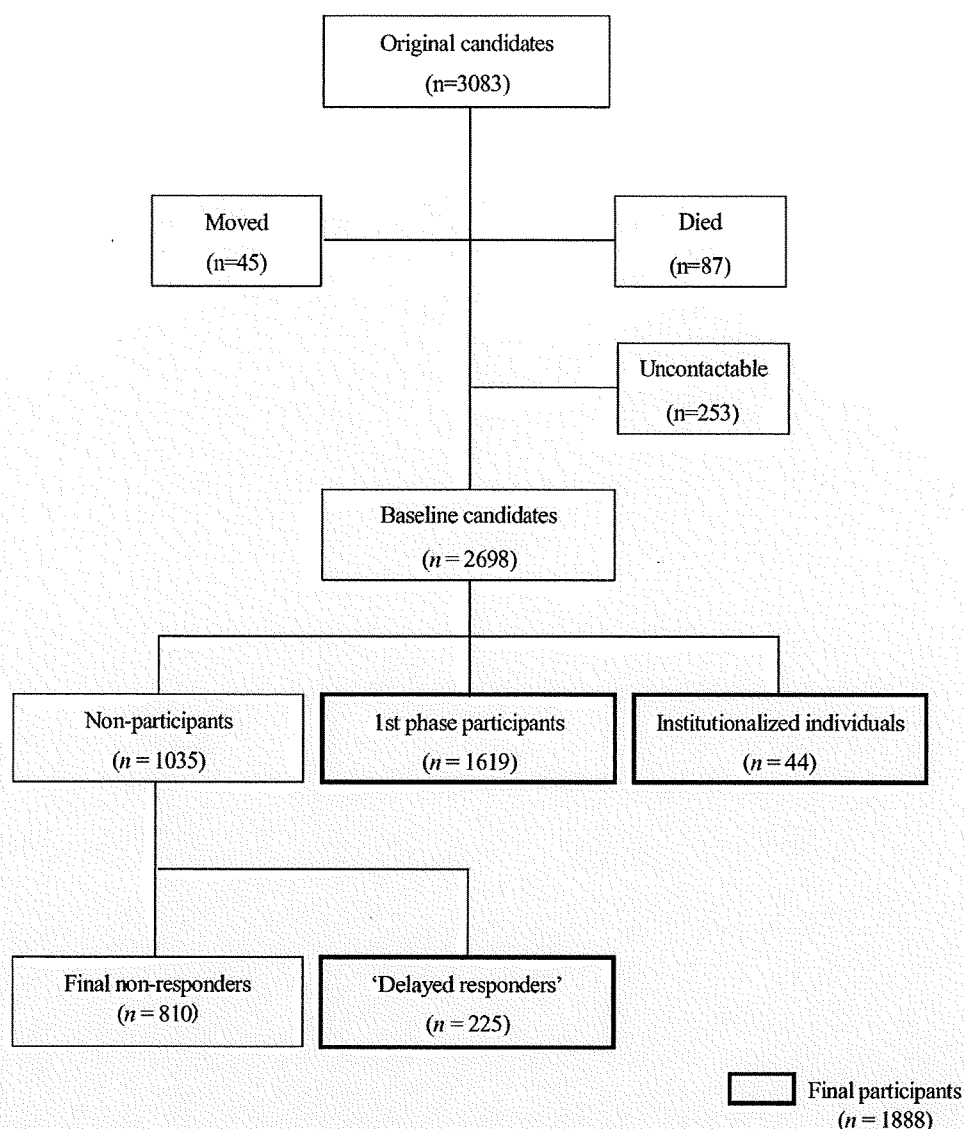 Original candidates
(n=3083)
Moved
(n=45)
Died
(n=87)
Uncontactable
(n=253)
Baseline candidates
(n = 2698)
Non-participants
(n = 1035)
1st phase participants
(n = 1619)
Institutionalized individuals
(n = 44)
Final non-responders
(n = 810)
‘Delayed responders’
(n = 225)
Final participants
(n = 1888)